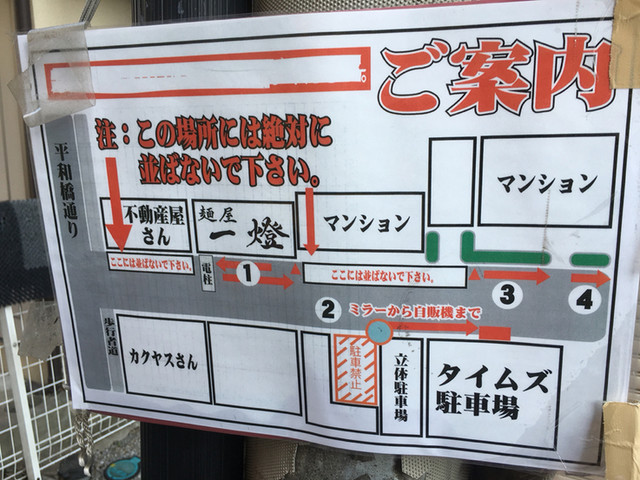 ご案内
注：この場所には絶対に
並ばないで下さい。
平和橋通り
不動産屋
さん
麺屋
一燈
マンション
マンション
ここには並ばないで下さい。
電柱
1
ここには並ばないで下さい。
3
4
2
ミラーから自販機まで
歩行者道
カクヤスさん
駐車禁止
立体駐車場
タイムズ
駐車場